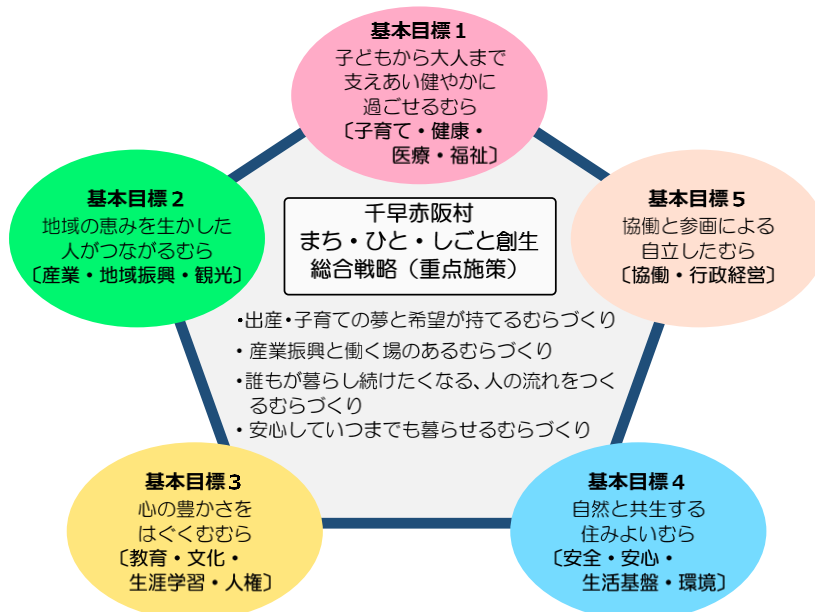 基本目標１
子どもから大人まで
支えあい健やかに
過ごせるむら
〔子育て・健康・
医療・福祉〕
基本目標２
地域の恵みを生かした
人がつながるむら
〔産業・地域振興・観光〕
基本目標５
協働と参画による
自立したむら
〔協働・行政経営〕
千早赤阪村
まち・ひと・しごと創生
総合戦略（重点施策）
・出産・子育ての夢と希望が持てるむらづくり
・産業振興と働く場のあるむらづくり
・誰もが暮らし続けたくなる、人の流れをつく
るむらづくり
・安心していつまでも暮らせるむらづくり
基本目標３
心の豊かさを
はぐくむむら
〔教育・文化・
生涯学習・人権〕
基本目標４
自然と共生する
住みよいむら
〔安全・安心・
生活基盤・環境〕